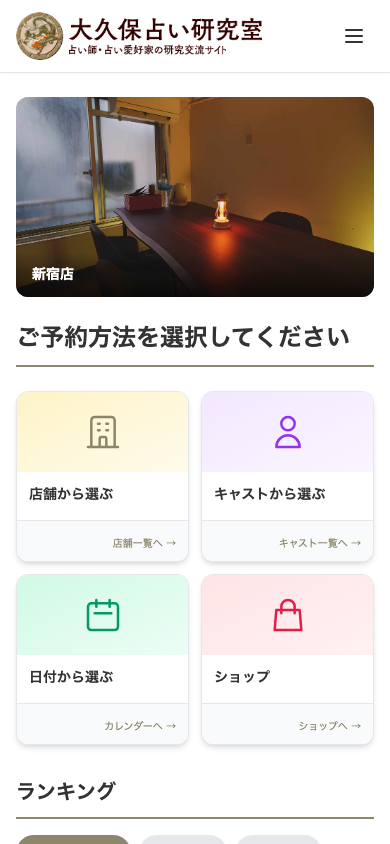 大久保占い研究室
占い師・占い愛好家の研究交流サイト
新宿店
ご予約方法を選択してください
店舗から選ぶ
店舗一覧へ →
キャストから選ぶ
キャスト一覧へ →
日付から選ぶ
カレンダーへ →
ショップ
ショップへ →
ランキング